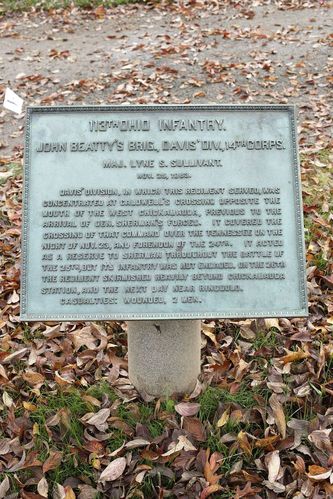 113TH OHIO INFANTRY.
JOHN BEATTY'S BRIG., DAVIS' DIV., 14TH CORPS.
MAJ. LYNE S. SULLIVANT.
NOV. 25, 1863.
DAVIS' DIVISION, IN WHICH THIS REGIMENT SERVED, WAS
CONCENTRATED AT CALDWELL'S CROSSING OPPOSITE THE
MOUTH OF THE WEST CHICKAMAUGA, PREVIOUS TO THE
ARRIVAL OF GEN. SHERMAN'S FORCES. IT COVERED THE
CROSSING OF THAT COMMAND OVER THE TENNESSEE ON THE
NIGHT OF NOV. 23, AND FORENOON OF THE 24TH. IT ACTED
AS A RESERVE TO SHERMAN THROUGHOUT THE BATTLE OF
THE 25TH, BUT ITS INFANTRY WAS NOT ENGAGED. ON THE 26TH
THE REGIMENT SKIRMISHED HEAVILY BEYOND CHICKAMAUGA
STATION, AND THE NEXT DAY NEAR RINGGOLD.
CASUALTIES: WOUNDED, 2 MEN.